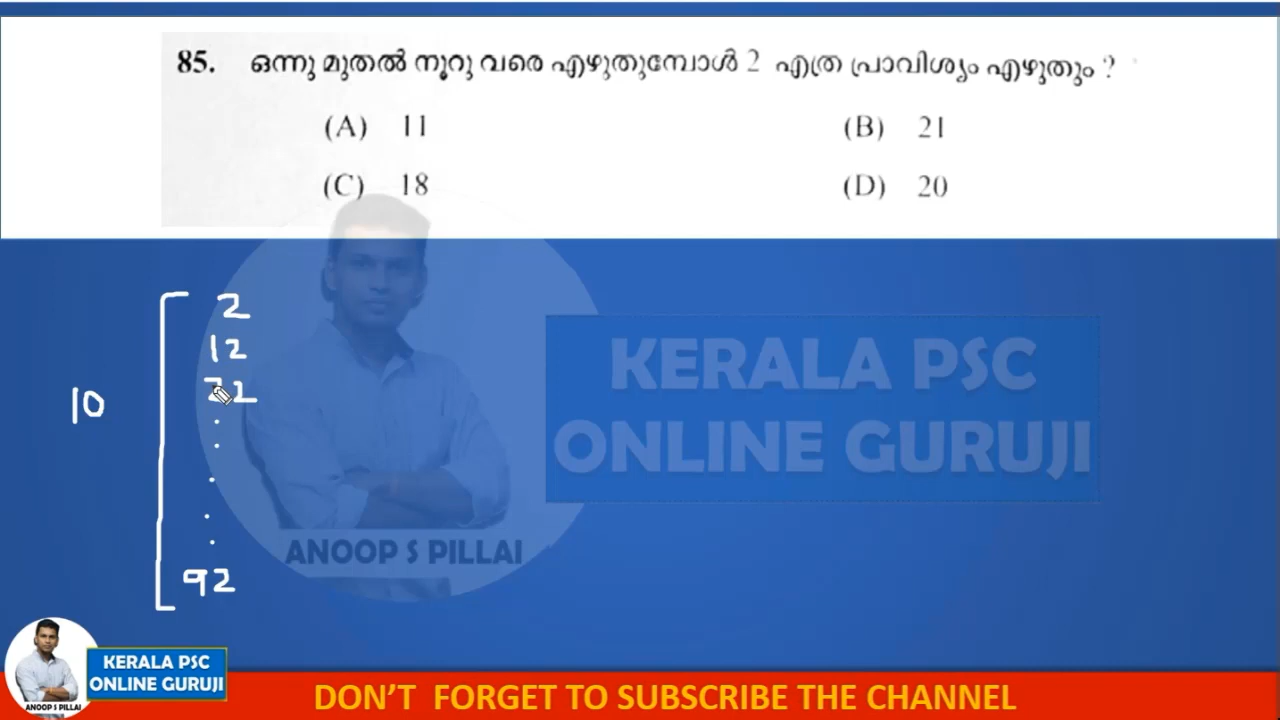 85. ഒന്നു മുതൽ നൂറു വരെ എഴുതുമ്പോൾ 2 എത്ര പ്രാവിശ്യം എഴുതും ?
(A) 11 (B) 21
(C) 18 (D) 20
2
12
22
10
92
KERALA PSC
ONLINE GURUJI
ANOOP S PILLAI
KERALA PSC
ONLINE GURUJI
ANOOP S PILLAI
DON'T FORGET TO SUBSCRIBE THE CHANNEL